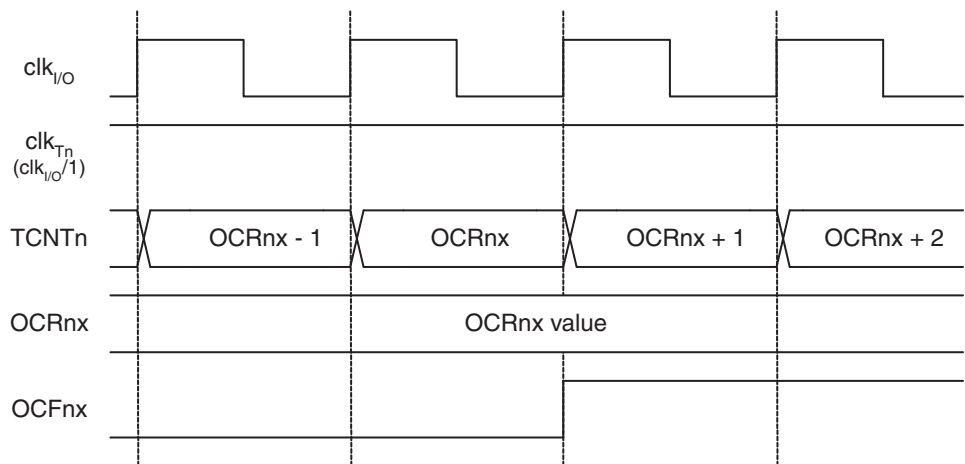 clkI/O
clkTn
(clkI/O/1)
TCNTn
OCRnx - 1
OCRnx
OCRnx + 1
OCRnx + 2
OCRnx
OCRnx value
OCFnx